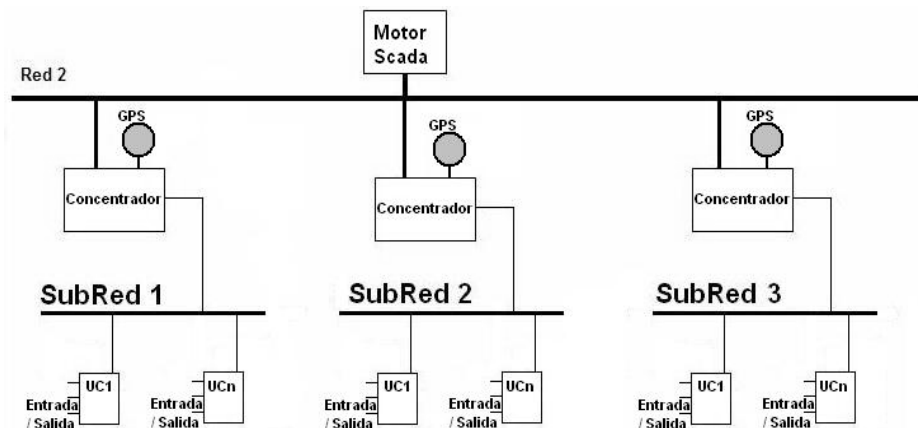 Motor
Scada
Red 2
GPS
GPS
GPS
Concentrador
Concentrador
Concentrador
SubRed 1
SubRed 2
SubRed 3
UC1
UCn
UC1
UCn
UC1
UCn
Entrada
/ Salida
Entrada
/ Salida
Entrada
/ Salida
Entrada
/ Salida
Entrada
/ Salida
Entrada
/ Salida